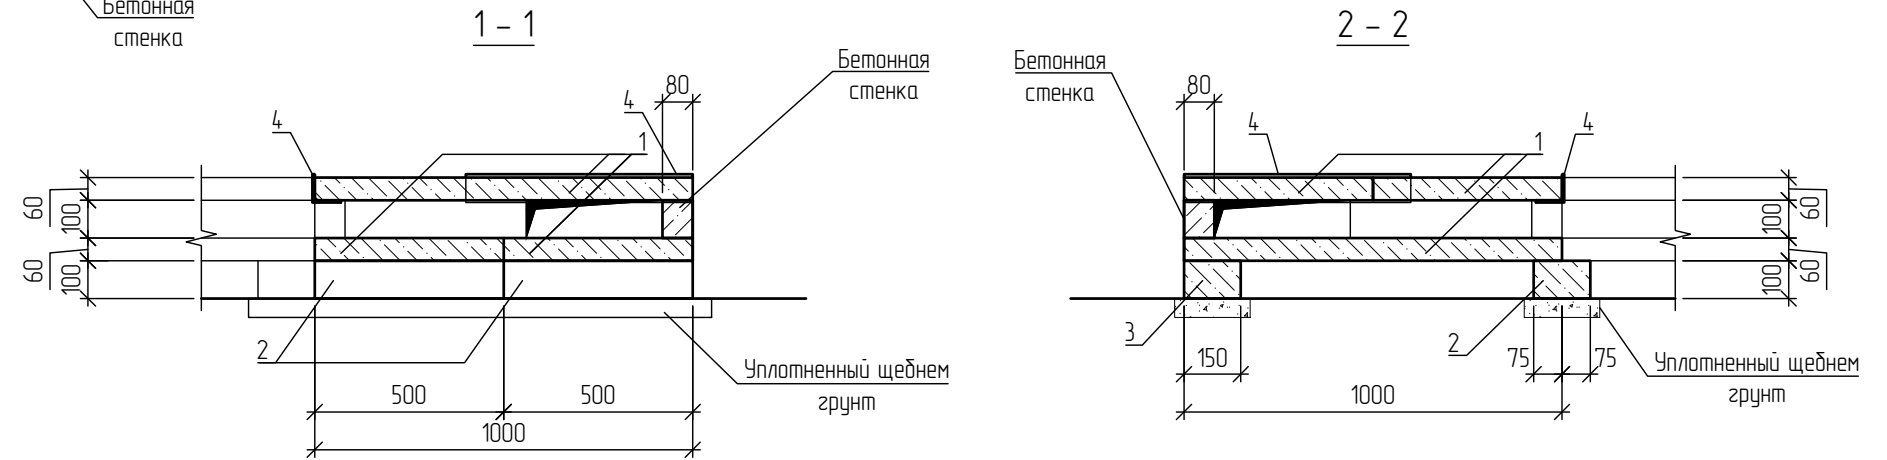 Бетонная
стенка
1 – 1
Бетонная
стенка
80
4
4
1
60
100
60
100
2
500
500
1000
Уплотненный щебнем
грунт
2 – 2
Бетонная
стенка
80
4
1
4
100
60
100
60
3
2
150
75
75
1000
Уплотненный щебнем
грунт